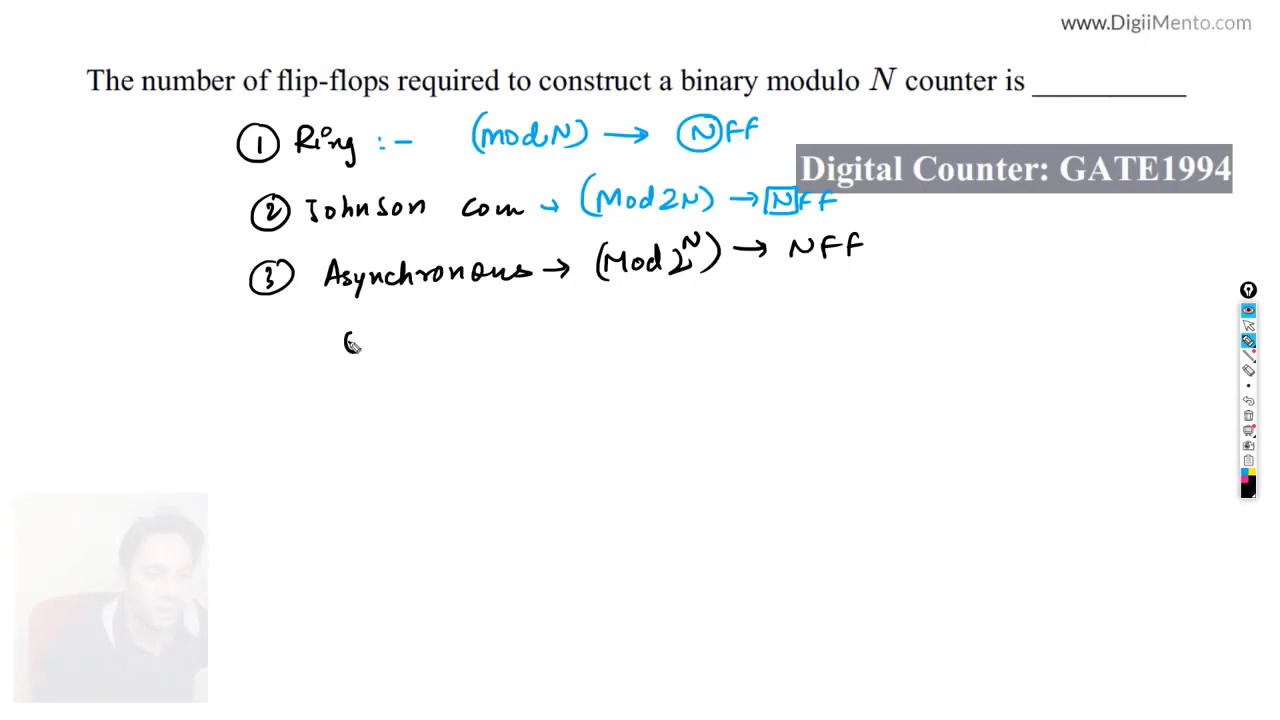 www.DigiiMento.com
The number of flip-flops required to construct a binary modulo N counter is ___________
① Ring :- (mod N) → N FF
Digital Counter: GATE1994
② Johnson coun → (Mod 2N) → N FF
③ Asynchronous → (Mod 2^N) → N FF